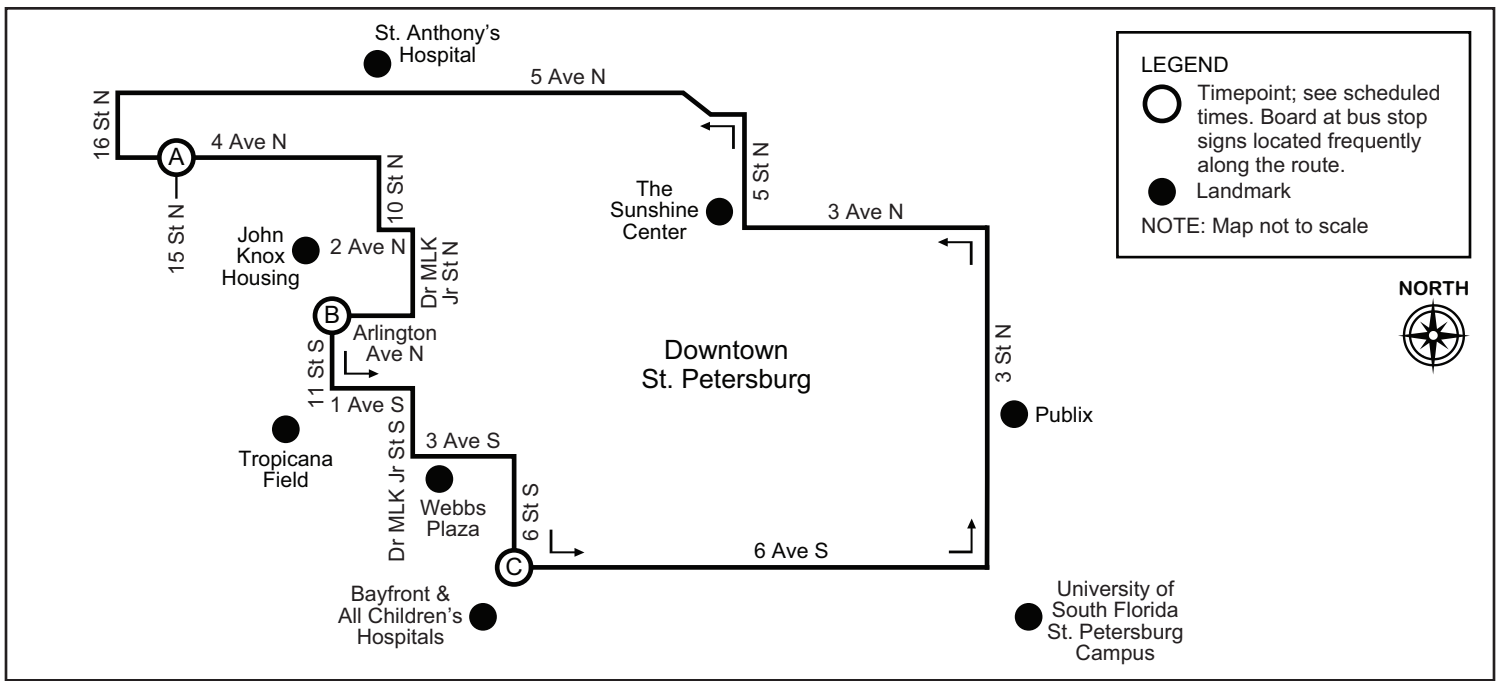 St. Anthony’s
Hospital
5 Ave N
16 St N
A
4 Ave N
15 St N
10 St N
John
Knox
Housing
2 Ave N
Dr MLK
Jr St N
B
Arlington
Ave N
11 St S
1 Ave S
Tropicana
Field
Dr MLK Jr St S
3 Ave S
Webbs
Plaza
6 St S
C
Bayfront &
All Children’s
Hospitals
6 Ave S
The
Sunshine
Center
5 St N
3 Ave N
Downtown
St. Petersburg
3 St N
Publix
University of
South Florida
St. Petersburg
Campus
LEGEND
Timepoint; see scheduled
times. Board at bus stop
signs located frequently
along the route.
Landmark
NOTE: Map not to scale
NORTH